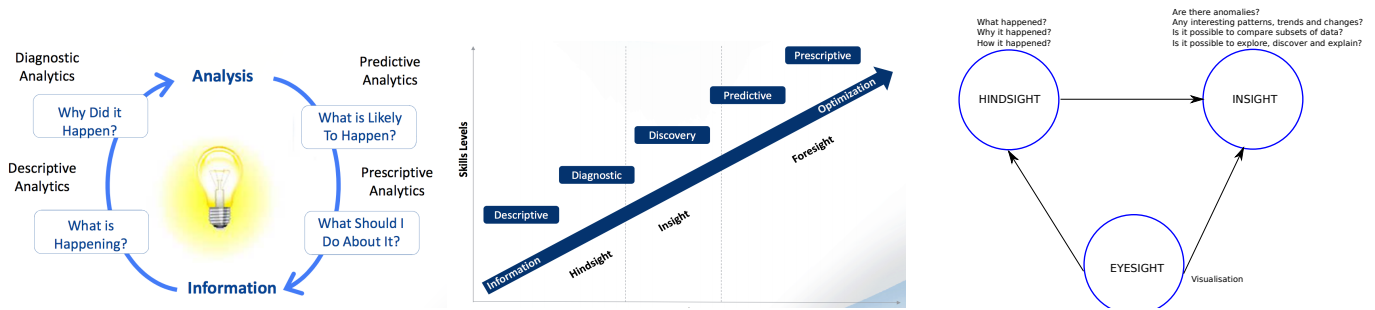 Diagnostic
Analytics
Analysis
Predictive
Analytics
Why Did it
Happen?
What is Likely
To Happen?
Descriptive
Analytics
Prescriptive
Analytics
What is
Happening?
What Should I
Do About It?
Information
Skills Levels
Prescriptive
Predictive
Discovery
Diagnostic
Descriptive
Information
Optimization
Hindsight
Insight
Foresight
What happened?
Why it happened?
How it happened?
Are there anomalies?
Any interesting patterns, trends and changes?
Is it possible to compare subsets of data?
Is it possible to explore, discover and explain?
HINDSIGHT
INSIGHT
EYESIGHT
Visualisation